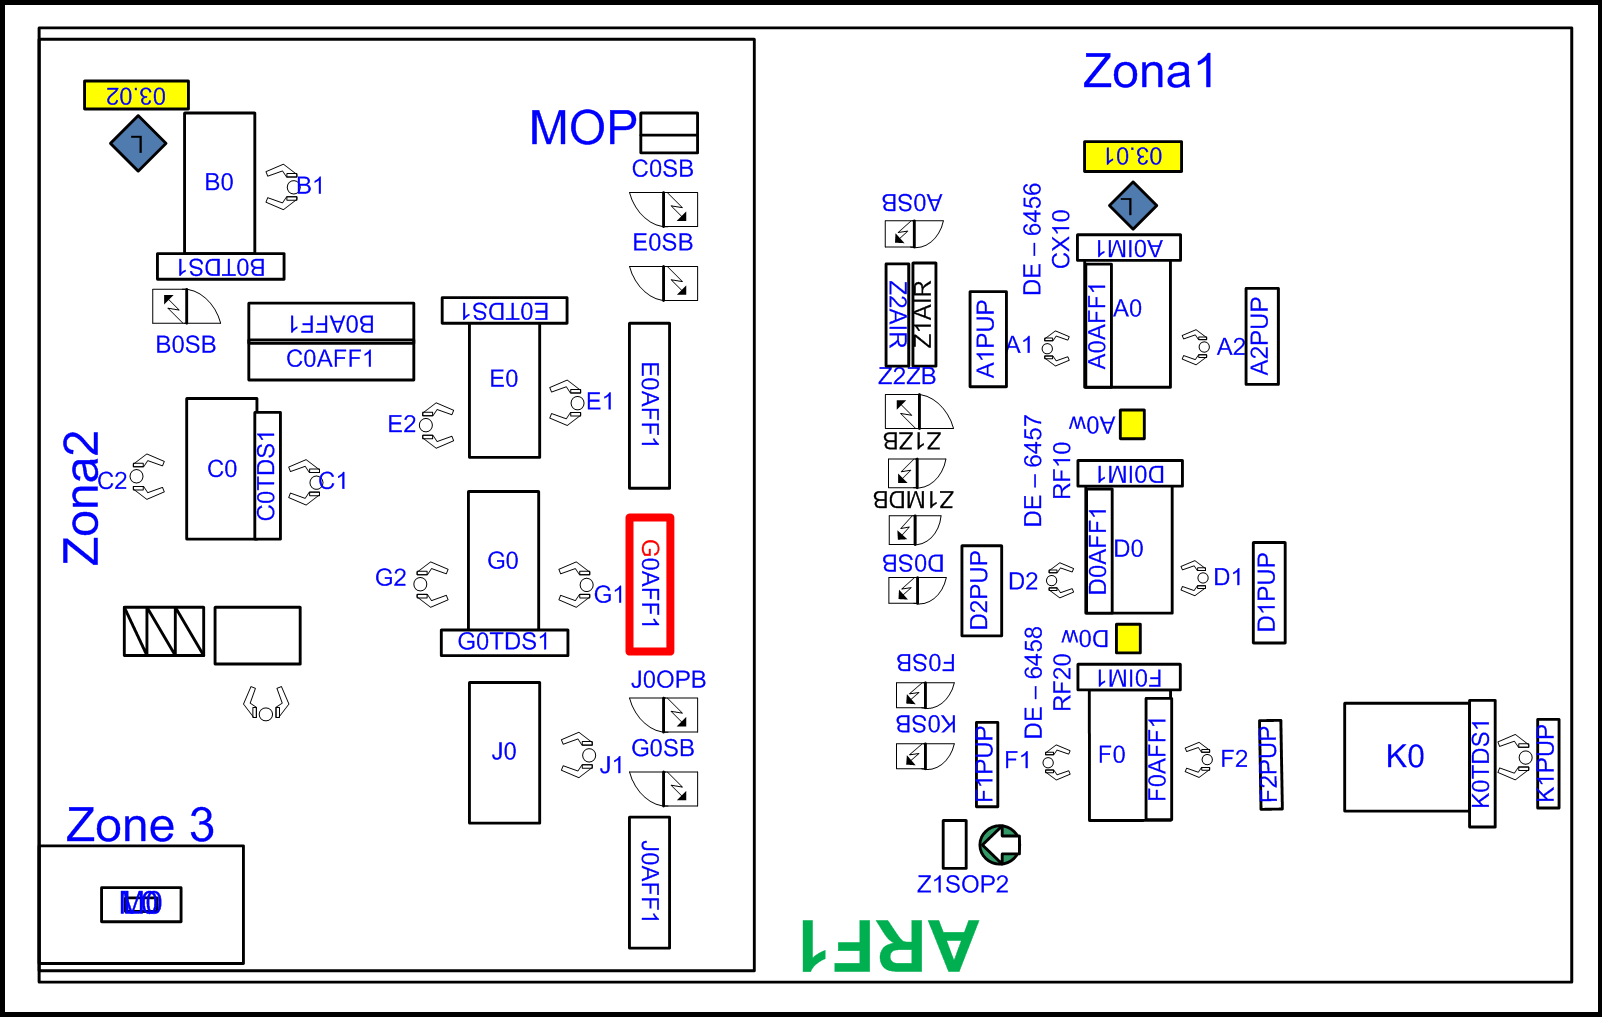 Zona1
03.02
MOP
L
B0
B1
C0SB
E0SB
B0TDS1
B0SB
B0AFF1
C0AFF1
E0TDS1
E0
E1
E2
E0AFF1
Zona2
C2
C0
C0TDS1
C1
G0
G2
G1
G0AFF1
G0TDS1
J0OPB
G0SB
J0
J1
J0AFF1
Zone 3
03.01
L
A0SB
DE – 6456
CX10
A0IM1
Z2AIR
Z1AIR
A1PUP
A1
A0AFF1
A0
A2
A2PUP
Z2ZB
Z1ZB
A0w
DE – 6457
RF10
D0IM1
Z1MDB
D0SB
D2PUP
D2
D0AFF1
D0
D1
D1PUP
D0w
DE – 6458
RF20
F0IM1
F0SB
K0SB
F1PUP
F1
F0
F0AFF1
F2
F2PUP
K0
K0TDS1
K1PUP
Z1SOP2
ARF1